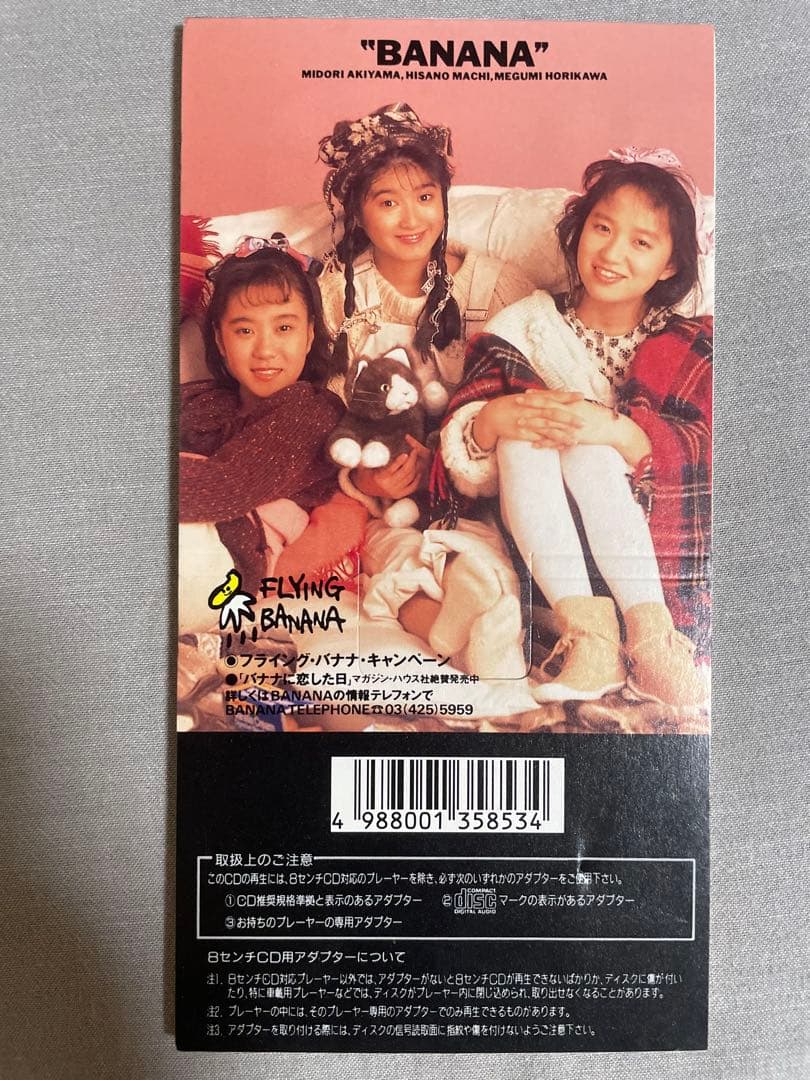 "BANANA"
MIDORI AKIYAMA, HISANO MACHI, MEGUMI HORIKAWA
FLYING
BANANA
◉フライング・バナナ・キャンペーン
●「バナナに恋した日」マガジン・ハウス社絶賛発売中
詳しくはBANANAの情報テレフォンで
BANANA TELEPHONE☎03(425)5959
4 988001 358534
取扱上のご注意
このCDの再生には、8センチCD対応のプレーヤーを除き、必ず次のいずれかのアダプターをご使用下さい。
①CD推奨規格準拠と表示のあるアダプター ②COMPACT disc DIGITAL AUDIO マークの表示があるアダプター
③お持ちのプレーヤーの専用アダプター
8センチCD用アダプターについて
注1. 8センチCD対応プレーヤー以外では、アダプターがないと8センチCDが再生できないばかりか、ディスクに傷が付い
たり、特に車載用プレーヤーなどでは、ディスクがプレーヤー内に閉じ込められ、取り出せなくなることがあります。
注2. プレーヤーの中には、そのプレーヤー専用のアダプターでのみ再生できるものがあります。
注3. アダプターを取り付ける際には、ディスクの信号読取面に指紋や傷を付けないようご注意下さい。